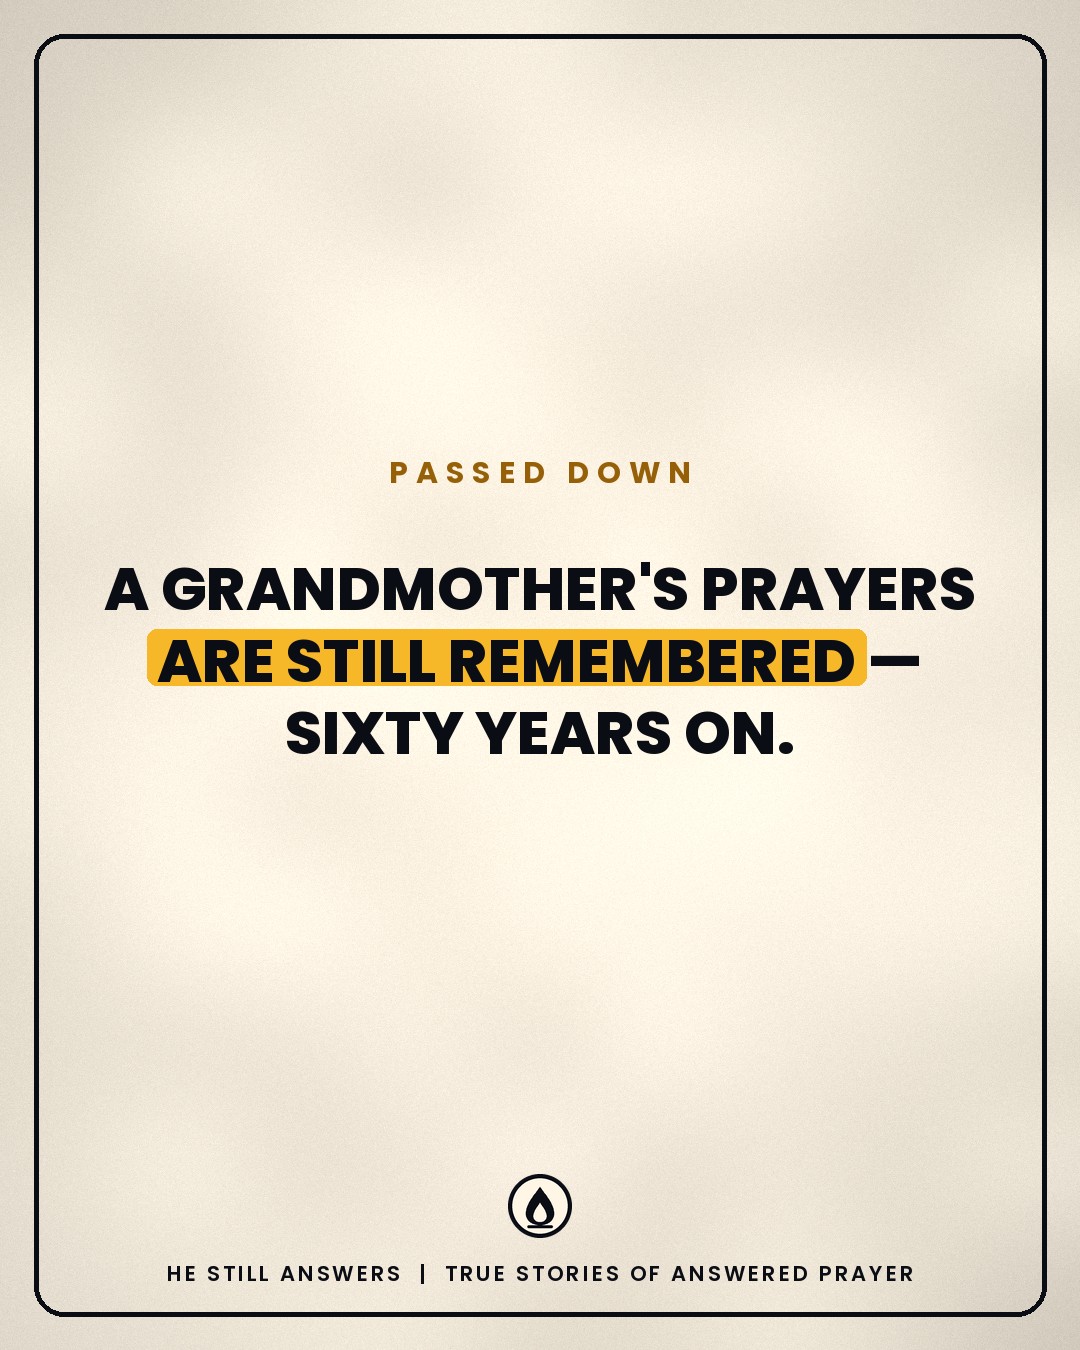 PASSED DOWN
A GRANDMOTHER'S PRAYERS
ARE STILL REMEMBERED —
SIXTY YEARS ON.
HE STILL ANSWERS | TRUE STORIES OF ANSWERED PRAYER